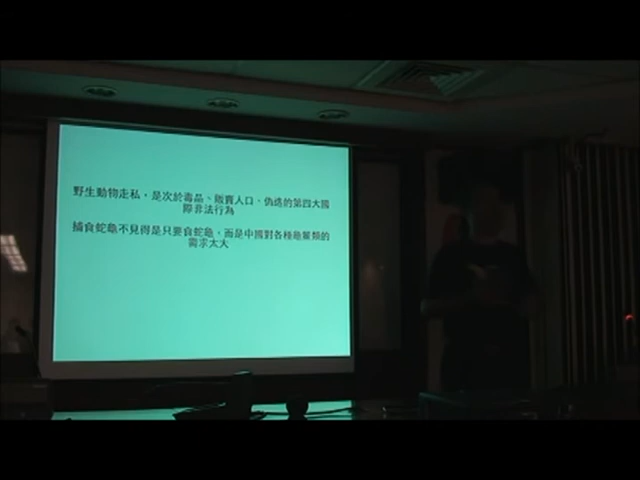 野生動物走私，是次於毒品、販賣人口、偽造的第四大國
際非法行為
捕食蛇龜不見得是只要食蛇龜，而是中國對各種龜鱉類的
需求太大